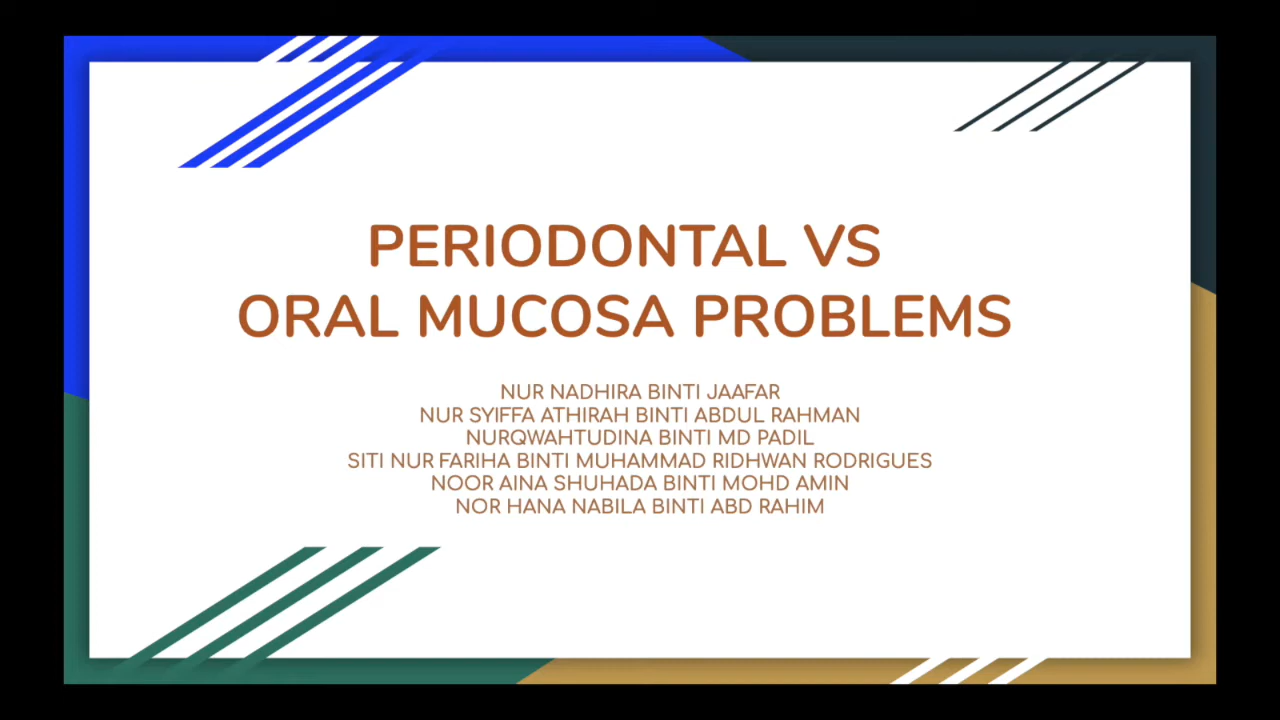 PERIODONTAL VS
ORAL MUCOSA PROBLEMS
NUR NADHIRA BINTI JAAFAR
NUR SYIFFA ATHIRAH BINTI ABDUL RAHMAN
NURQWAHTUDINA BINTI MD PADIL
SITI NUR FARIHA BINTI MUHAMMAD RIDHWAN RODRIGUES
NOOR AINA SHUHADA BINTI MOHD AMIN
NOR HANA NABILA BINTI ABD RAHIM